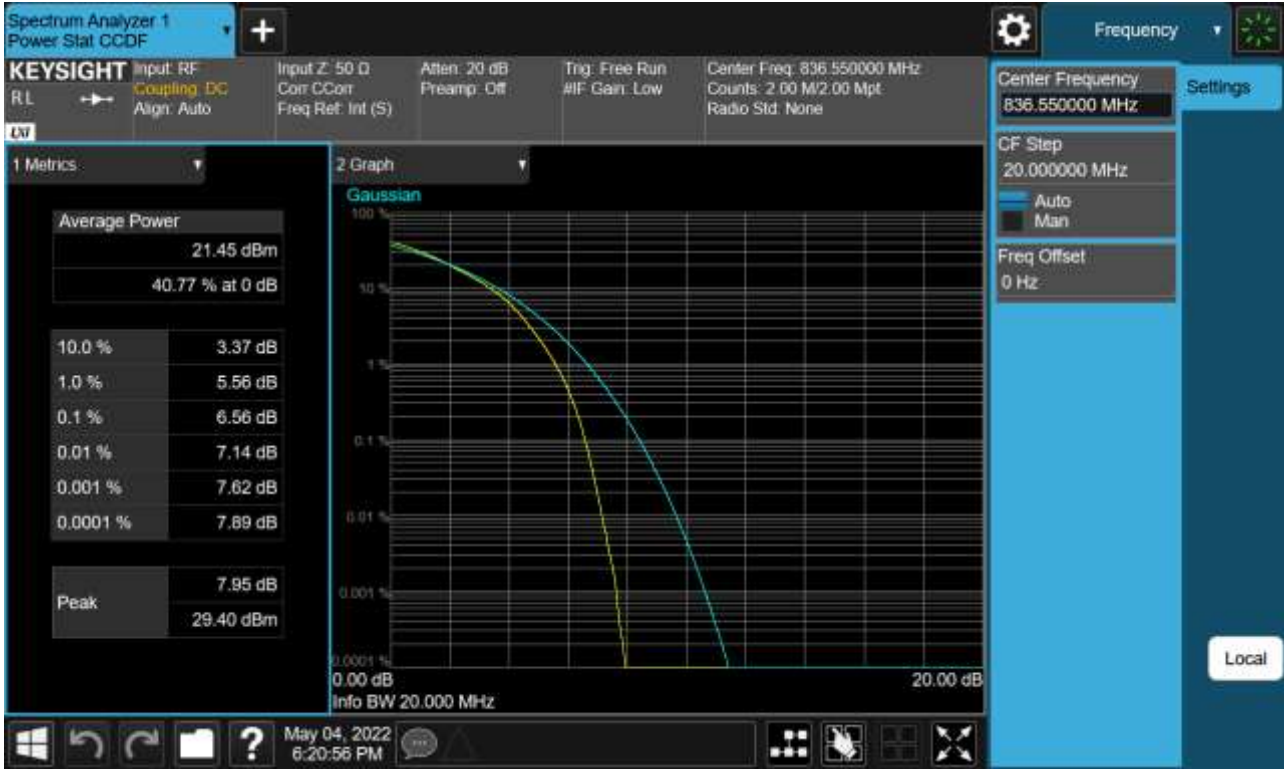 Spectrum Analyzer 1
Power Stat CCDF
+
Frequency
KEYSIGHT
RL
LXI
Input: RF
Coupling: DC
Align: Auto
Input Z: 50 Ω
Corr CCorr
Freq Ref: Int (S)
Atten: 20 dB
Preamp: Off
Trig: Free Run
#IF Gain: Low
Center Freq: 836.550000 MHz
Counts: 2.00 M/2.00 Mpt
Radio Std: None
Center Frequency
836.550000 MHz
Settings
CF Step
20.000000 MHz
Auto
Man
Freq Offset
0 Hz
Local
1 Metrics
Average Power
21.45 dBm
40.77 % at 0 dB
10.0 % 3.37 dB
1.0 % 5.56 dB
0.1 % 6.56 dB
0.01 % 7.14 dB
0.001 % 7.62 dB
0.0001 % 7.89 dB
Peak
7.95 dB
29.40 dBm
2 Graph
Gaussian
100 %
10 %
1 %
0.1 %
0.01 %
0.001 %
0.0001 %
0.00 dB 20.00 dB
Info BW 20.000 MHz
?
May 04, 2022
6:20:56 PM